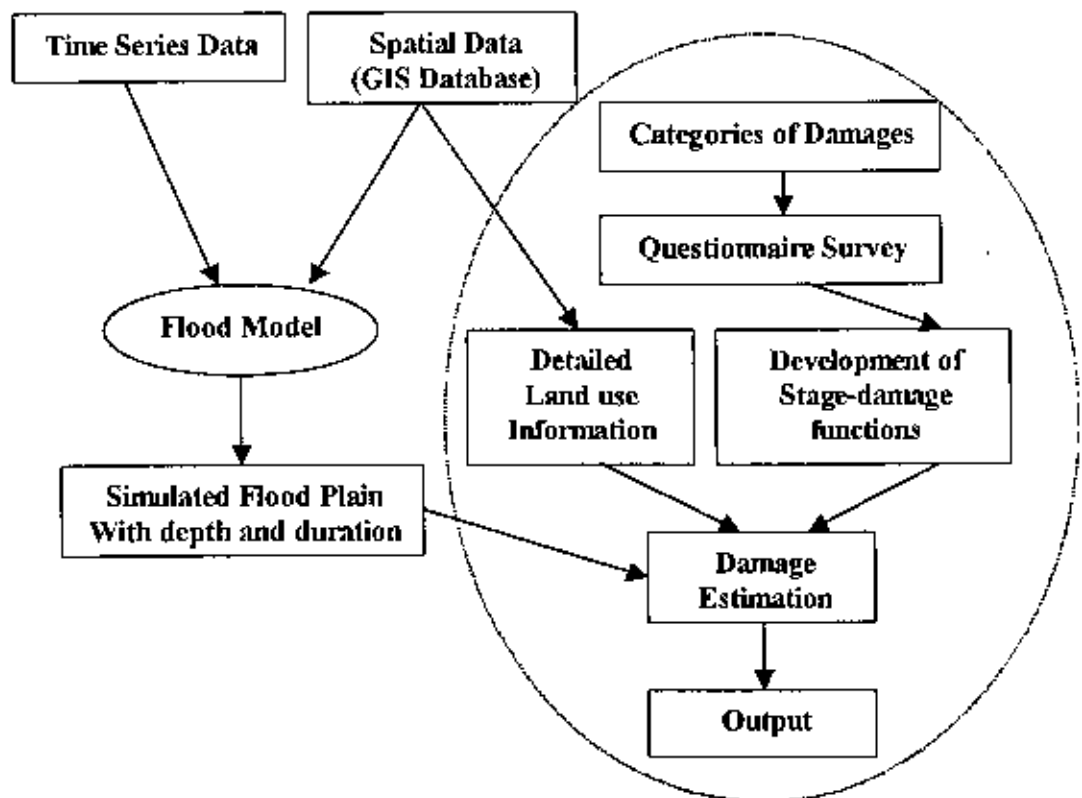 Time Series Data
Spatial Data
(GIS Database)
Categories of Damages
Questionnaire Survey
Flood Model
Detailed
Land use
Information
Development of
Stage-damage
functions
Simulated Flood Plain
With depth and duration
Damage
Estimation
Output